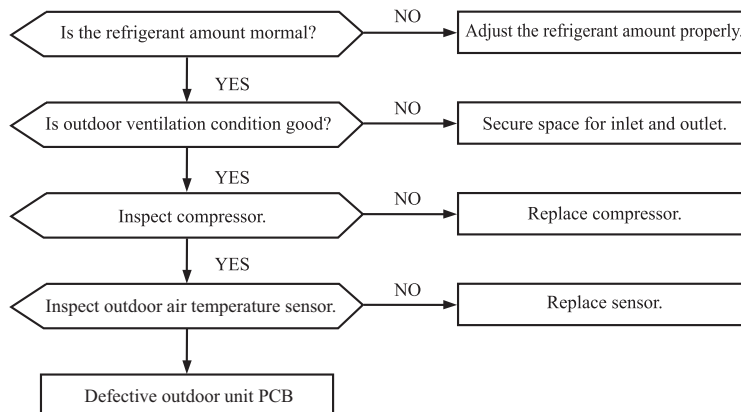 Is the refrigerant amount mormal?
NO
Adjust the refrigerant amount properly.
YES
Is outdoor ventilation condition good?
NO
Secure space for inlet and outlet.
YES
Inspect compressor.
NO
Replace compressor.
YES
Inspect outdoor air temperature sensor.
NO
Replace sensor.
Defective outdoor unit PCB